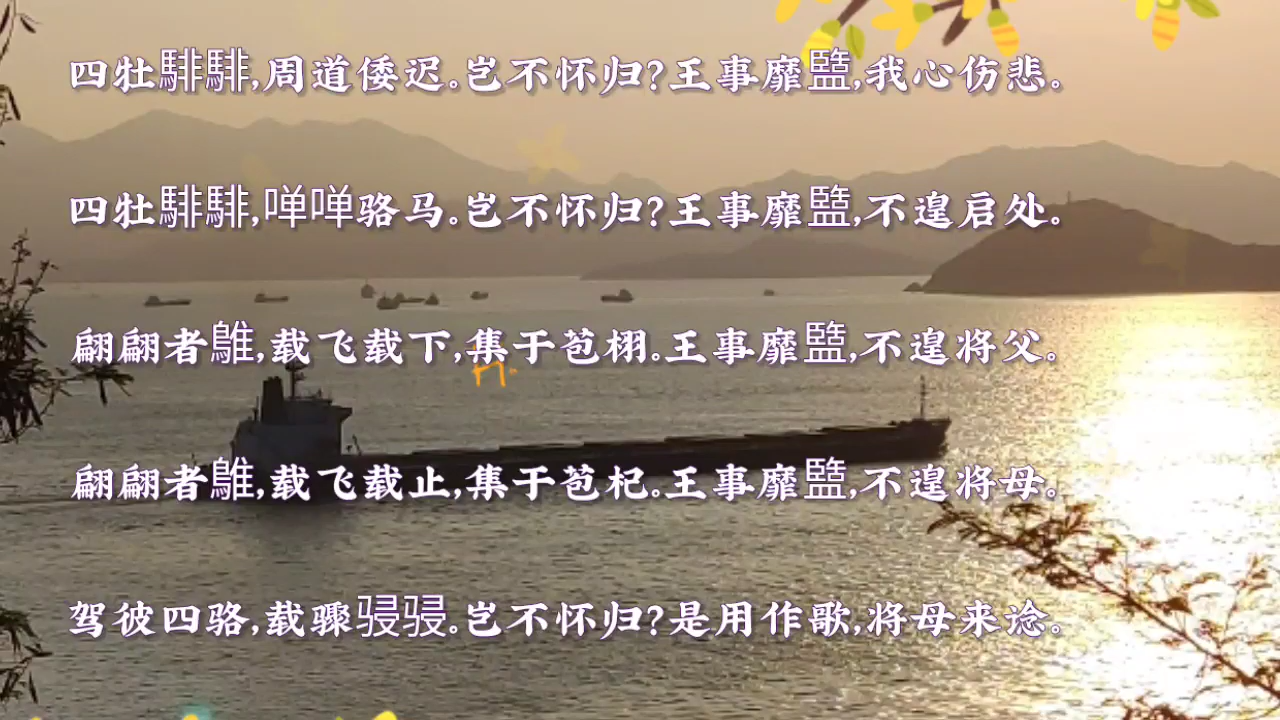 四牡騑騑,周道倭迟。岂不怀归?王事靡盬,我心伤悲。
四牡騑騑,啴啴骆马。岂不怀归?王事靡盬,不遑启处。
翩翩者鵻,载飞载下,集于苞栩。王事靡盬,不遑将父。
翩翩者鵻,载飞载止,集于苞杞。王事靡盬,不遑将母。
驾彼四骆,载骤骎骎。岂不怀归?是用作歌,将母来谂。